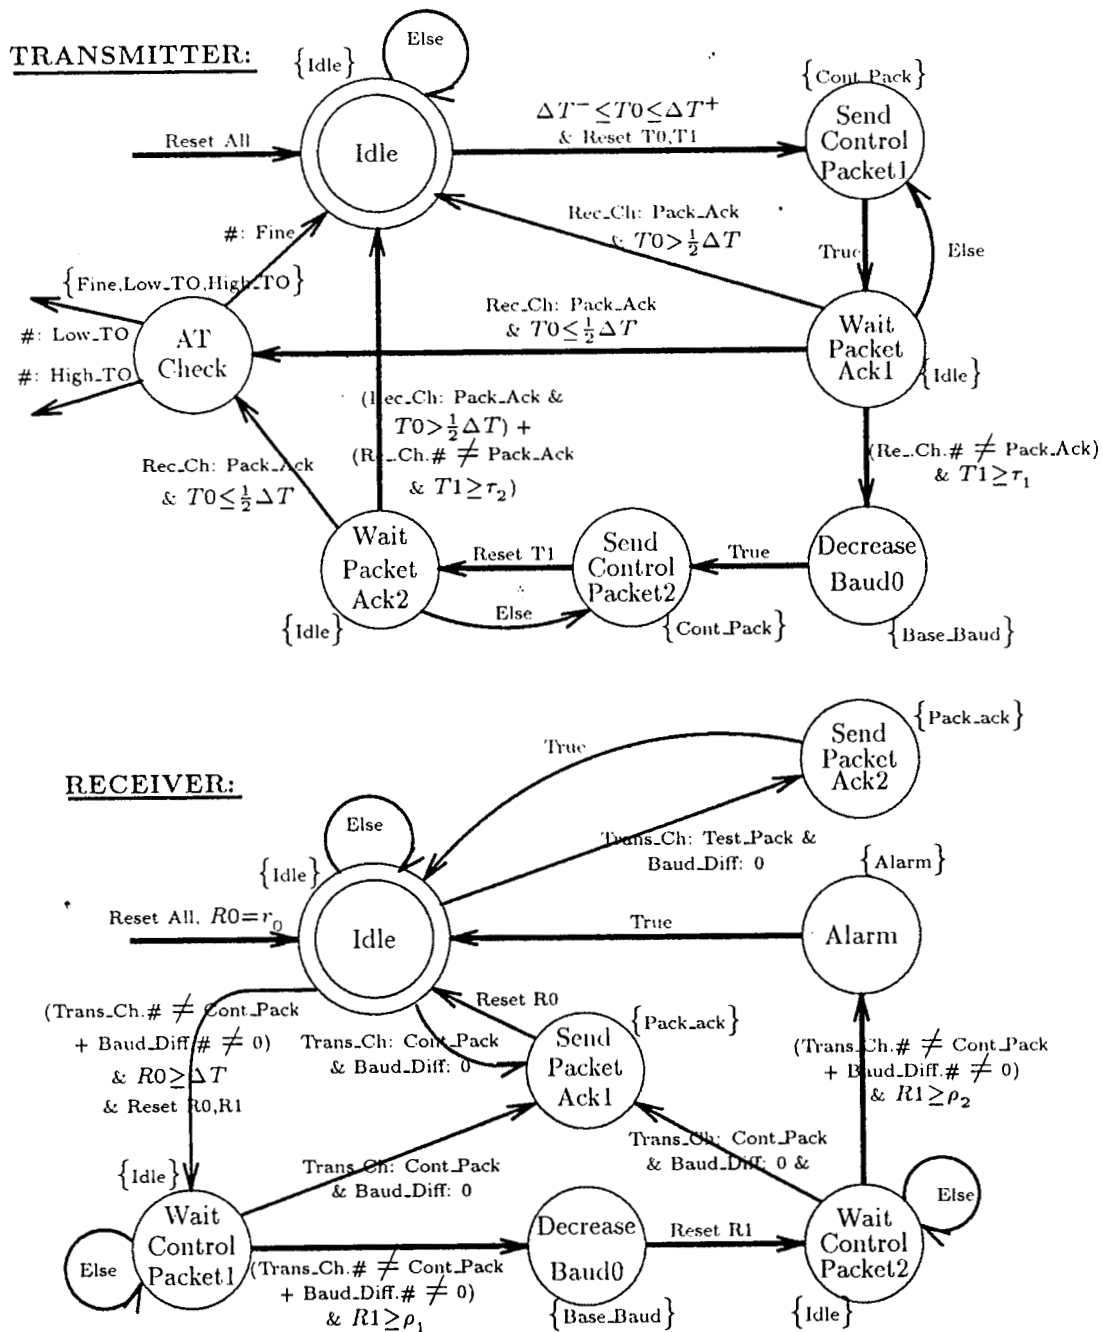 TRANSMITTER:
{Idle}
Else
Reset All
Idle
ΔT⁻ ≤T0≤ΔT⁺
& Reset T0,T1
{Cont_Pack}
Send
Control
Packet1
Rec_Ch: Pack_Ack
& T0>½ΔT
True
Else
#: Fine
{Fine,Low_TO,High_TO}
#: Low_TO
#: High_TO
AT
Check
Rec_Ch: Pack_Ack
& T0≤½ΔT
Wait
Packet
Ack1
{Idle}
(Rec_Ch: Pack_Ack &
T0>½ΔT) +
(Re_Ch.# ≠ Pack_Ack
& T1≥τ₂)
Rec_Ch: Pack_Ack
& T0≤½ΔT
(Re_Ch.# ≠ Pack_Ack)
& T1≥τ₁
Wait
Packet
Ack2
{Idle}
Reset T1
Else
Send
Control
Packet2
{Cont_Pack}
True
Decrease
Baud0
{Base_Baud}
RECEIVER:
True
Send
Packet
Ack2
{Pack_ack}
Else
{Idle}
Trans_Ch: Test_Pack &
Baud_Diff: 0
Reset All, R0=r₀
Idle
True
{Alarm}
Alarm
(Trans_Ch.# ≠ Cont_Pack
+ Baud_Diff.# ≠ 0)
& R0≥ΔT
& Reset R0,R1
Trans_Ch: Cont_Pack
& Baud_Diff: 0
Reset R0
Send
Packet
Ack1
{Pack_ack}
(Trans_Ch.# ≠ Cont_Pack
+ Baud_Diff.# ≠ 0)
& R1≥ρ₂
Trans_Ch: Cont_Pack
& Baud_Diff: 0
Trans_Ch: Cont_Pack
& Baud_Diff: 0 &
{Idle}
Wait
Control
Packet1
Else
(Trans_Ch.# ≠ Cont_Pack
+ Baud_Diff.# ≠ 0)
& R1≥ρ₁
Decrease
Baud0
{Base_Baud}
Reset R1
Wait
Control
Packet2
{Idle}
Else